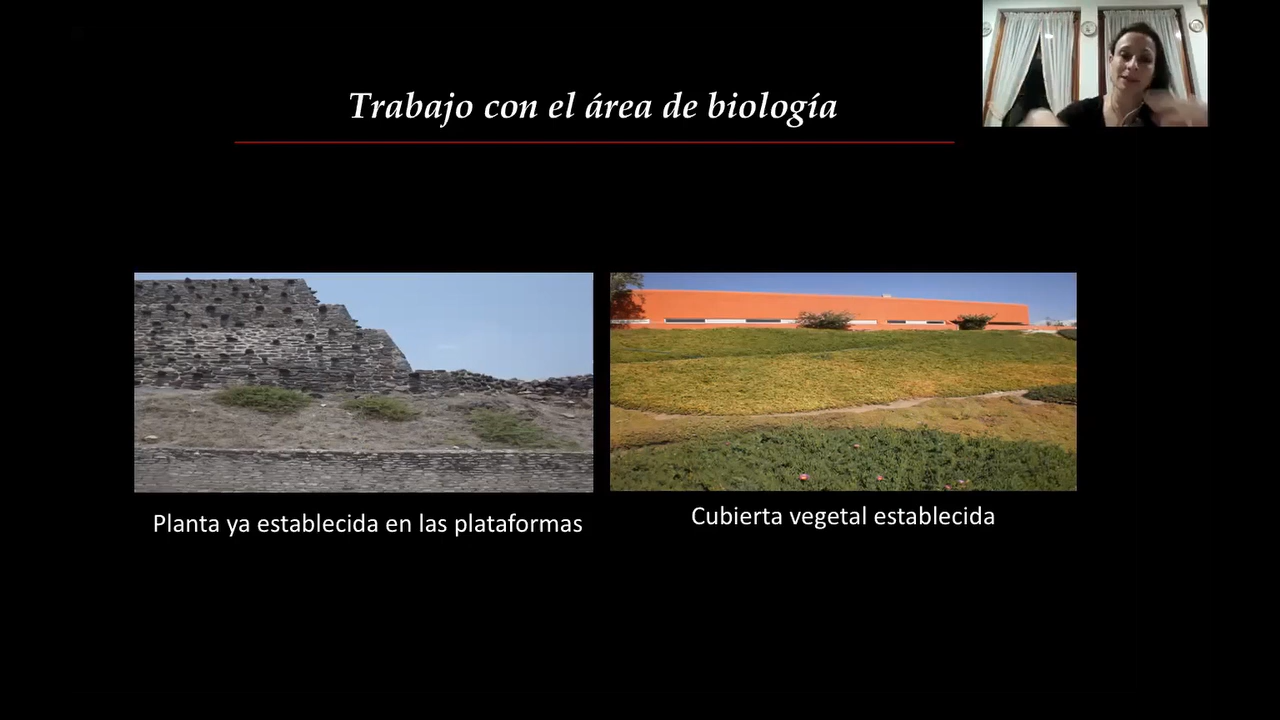 Trabajo con el área de biología
Planta ya establecida en las plataformas
Cubierta vegetal establecida